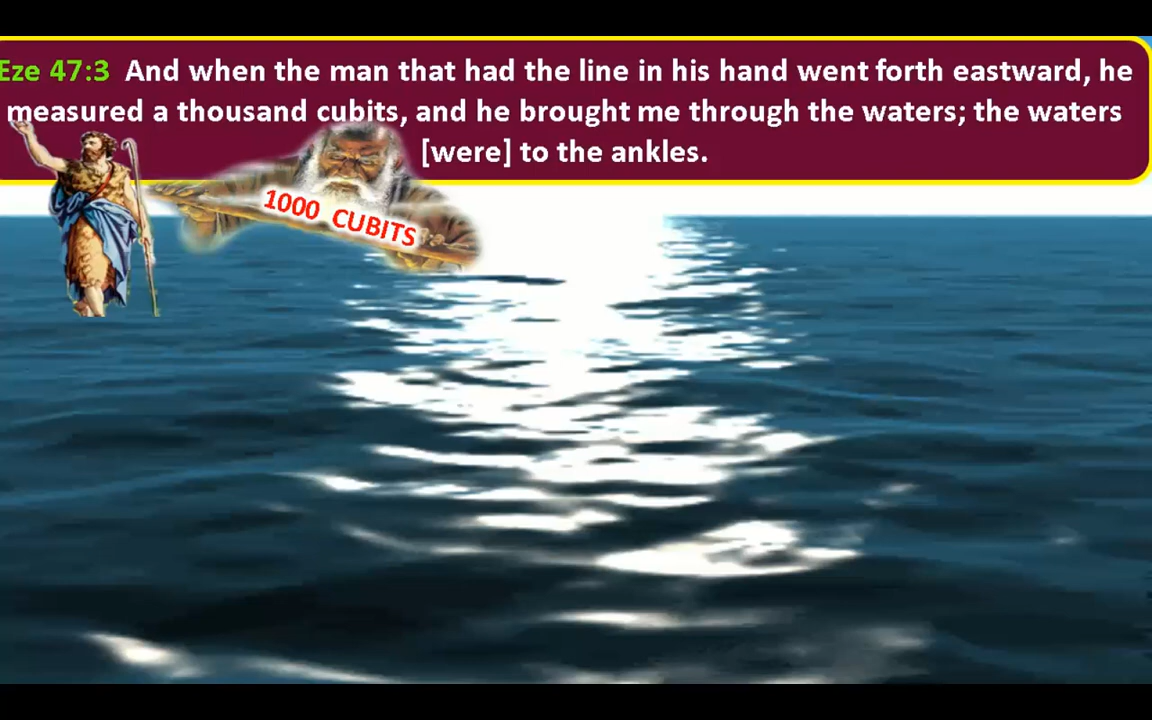 Eze 47:3 And when the man that had the line in his hand went forth eastward, he
measured a thousand cubits, and he brought me through the waters; the waters
[were] to the ankles.
1000 CUBITS